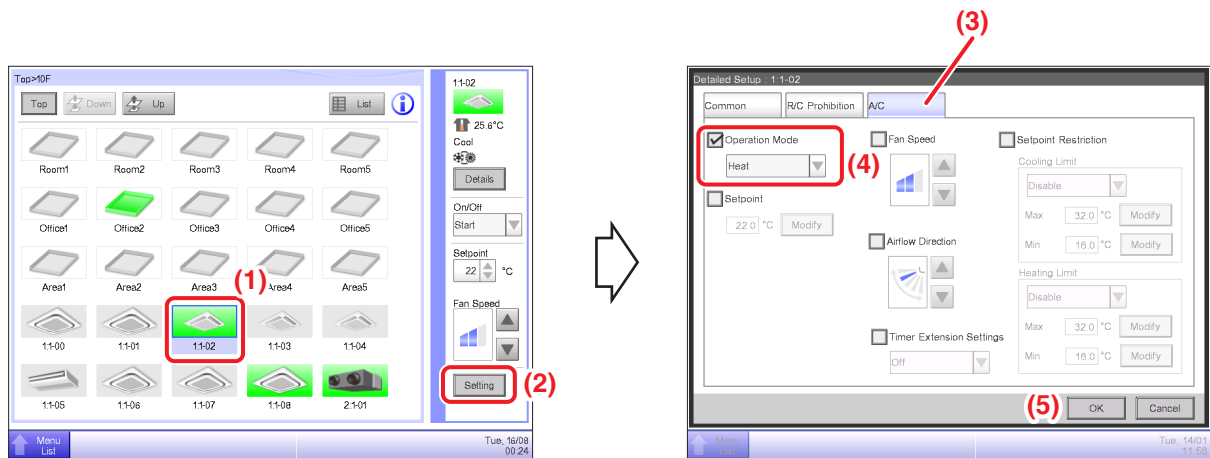 (3)
Top>10F
Top Down Up List
Room1 Room2 Room3 Room4 Room5
Office1 Office2 Office3 Office4 Office5
(1)
Area1 Area2 Area3 Area4 Area5
1:1-00 1:1-01 1:1-02 1:1-03 1:1-04
1:1-05 1:1-06 1:1-07 1:1-08 2:1-01
1:1-02
25.6°C
Cool
Details
On/Off
Start
Setpoint
22 °C
Fan Speed
Setting (2)
Menu
List
Tue, 16/08
00:24
Detailed Setup : 1:1-02
Common R/C Prohibition A/C
Operation Mode
Heat (4)
Setpoint
22.0 °C Modify
Fan Speed
Airflow Direction
Timer Extension Settings
Off
Setpoint Restriction
Cooling Limit
Disable
Max 32.0 °C Modify
Min 16.0 °C Modify
Heating Limit
Disable
Max 32.0 °C Modify
Min 16.0 °C Modify
(5) OK Cancel
Menu
List
Tue, 14/01
11:58